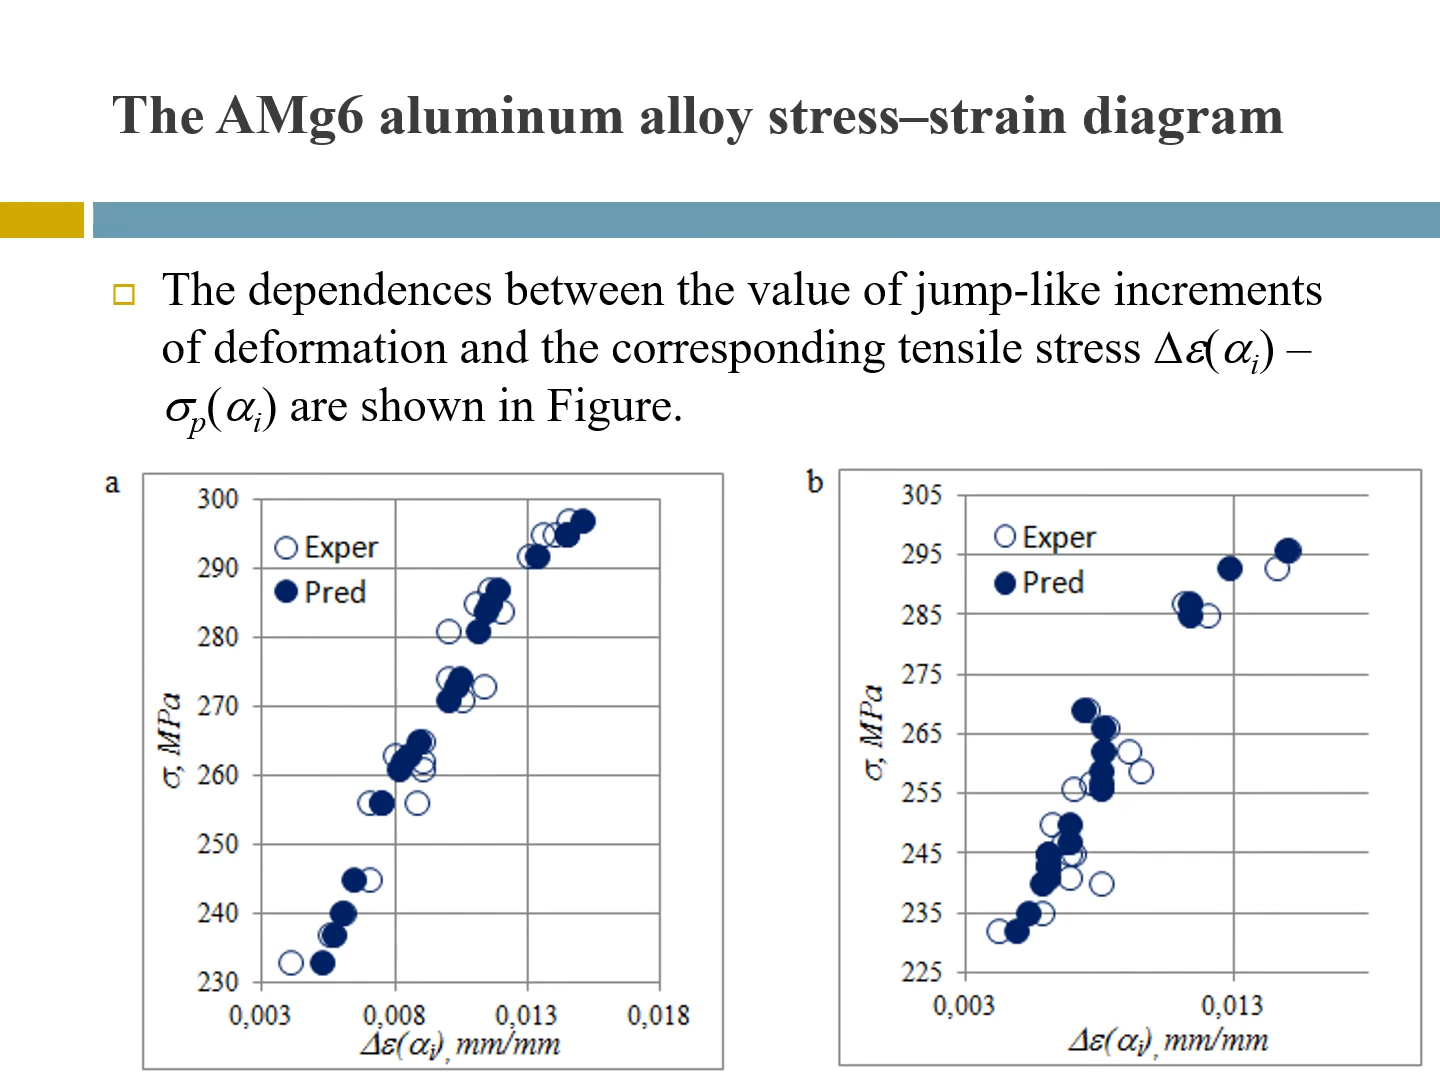 The AMg6 aluminum alloy stress–strain diagram
The dependences between the value of jump-like increments
of deformation and the corresponding tensile stress Δε(αi) –
σp(αi) are shown in Figure.
a
300
290
280
270
260
250
240
230
σ, MPa
Exper
Pred
0,003 0,008 0,013 0,018
Δε(αi), mm/mm
b
305
295
285
275
265
255
245
235
225
σ, MPa
Exper
Pred
0,003 0,013
Δε(αi), mm/mm